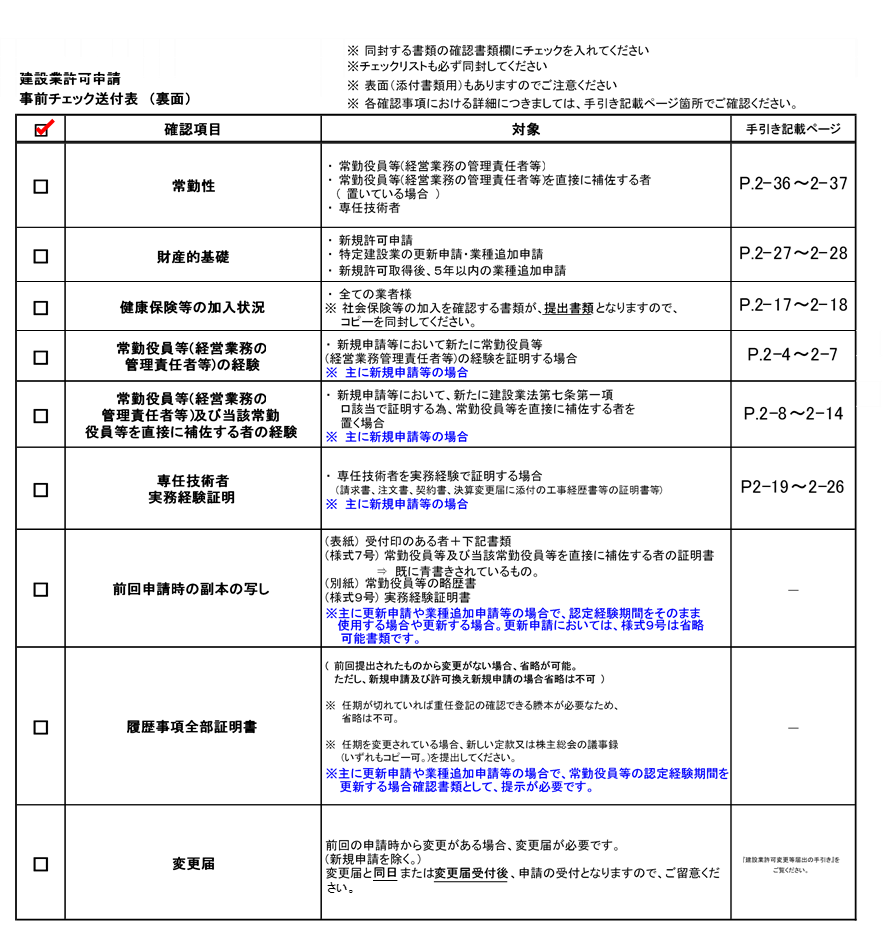 ※ 同封する書類の確認書類欄にチェックを入れてください
※チェックリストも必ず同封してください
建設業許可申請
※ 表面(添付書類用)もありますのでご注意ください
事前チェック送付表 (裏面)
※ 各確認事項における詳細につきましては、手引き記載ページ箇所でご確認ください。
確認項目 対象 手引き記載ページ
常勤性
・ 常勤役員等(経営業務の管理責任者等)
・ 常勤役員等(経営業務の管理責任者等)を直接に補佐する者
( 置いている場合 )
・ 専任技術者
P.2-36～2-37
財産的基礎
・ 新規許可申請
・ 特定建設業の更新申請・業種追加申請
・ 新規許可取得後、5年以内の業種追加申請
P.2-27～2-28
健康保険等の加入状況
・ 全ての業者様
※ 社会保険等の加入を確認する書類が、提出書類となりますので、
コピーを同封してください。
P.2-17～2-18
常勤役員等(経営業務の
管理責任者等)の経験
・ 新規申請等において新たに常勤役員等
(経営業務管理責任者等)の経験を証明する場合
※ 主に新規申請等の場合
P.2-4～2-7
常勤役員等(経営業務の
管理責任者等)及び当該常勤
役員等を直接に補佐する者の経験
・ 新規申請等において、新たに建設業法第七条第一項
ロ該当で証明する為、常勤役員等を直接に補佐する者を
置く場合
※ 主に新規申請等の場合
P.2-8～2-14
専任技術者
実務経験証明
・ 専任技術者を実務経験で証明する場合
(請求書、注文書、契約書、決算変更届に添付の工事経歴書等の証明書等)
※ 主に新規申請等の場合
P2-19～2-26
前回申請時の副本の写し
(表紙) 受付印のある者+下記書類
(様式7号) 常勤役員等及び当該常勤役員等を直接に補佐する者の証明書
⇒ 既に青書きされているもの。
(別紙) 常勤役員等の略歴書
(様式9号) 実務経験証明書
※主に更新申請や業種追加申請等の場合で、認定経験期間をそのまま
使用する場合や更新する場合。更新申請においては、様式9号は省略
可能書類です。
―
履歴事項全部証明書
( 前回提出されたものから変更がない場合、省略が可能。
ただし、新規申請及び許可換え新規申請の場合省略は不可 )
※ 任期が切れていれば重任登記の確認できる謄本が必要なため、
省略は不可。
※ 任期を変更されている場合、新しい定款又は株主総会の議事録
(いずれもコピー可。)を提出してください。
※主に更新申請や業種追加申請等の場合で、常勤役員等の認定経験期間を
更新する場合確認書類として、提示が必要です。
―
変更届
前回の申請時から変更がある場合、変更届が必要です。
(新規申請を除く。)
変更届と同日または変更届受付後、申請の受付となりますので、ご留意くだ
さい。
『建設業許可変更等届出の手引き』を
ご覧ください。